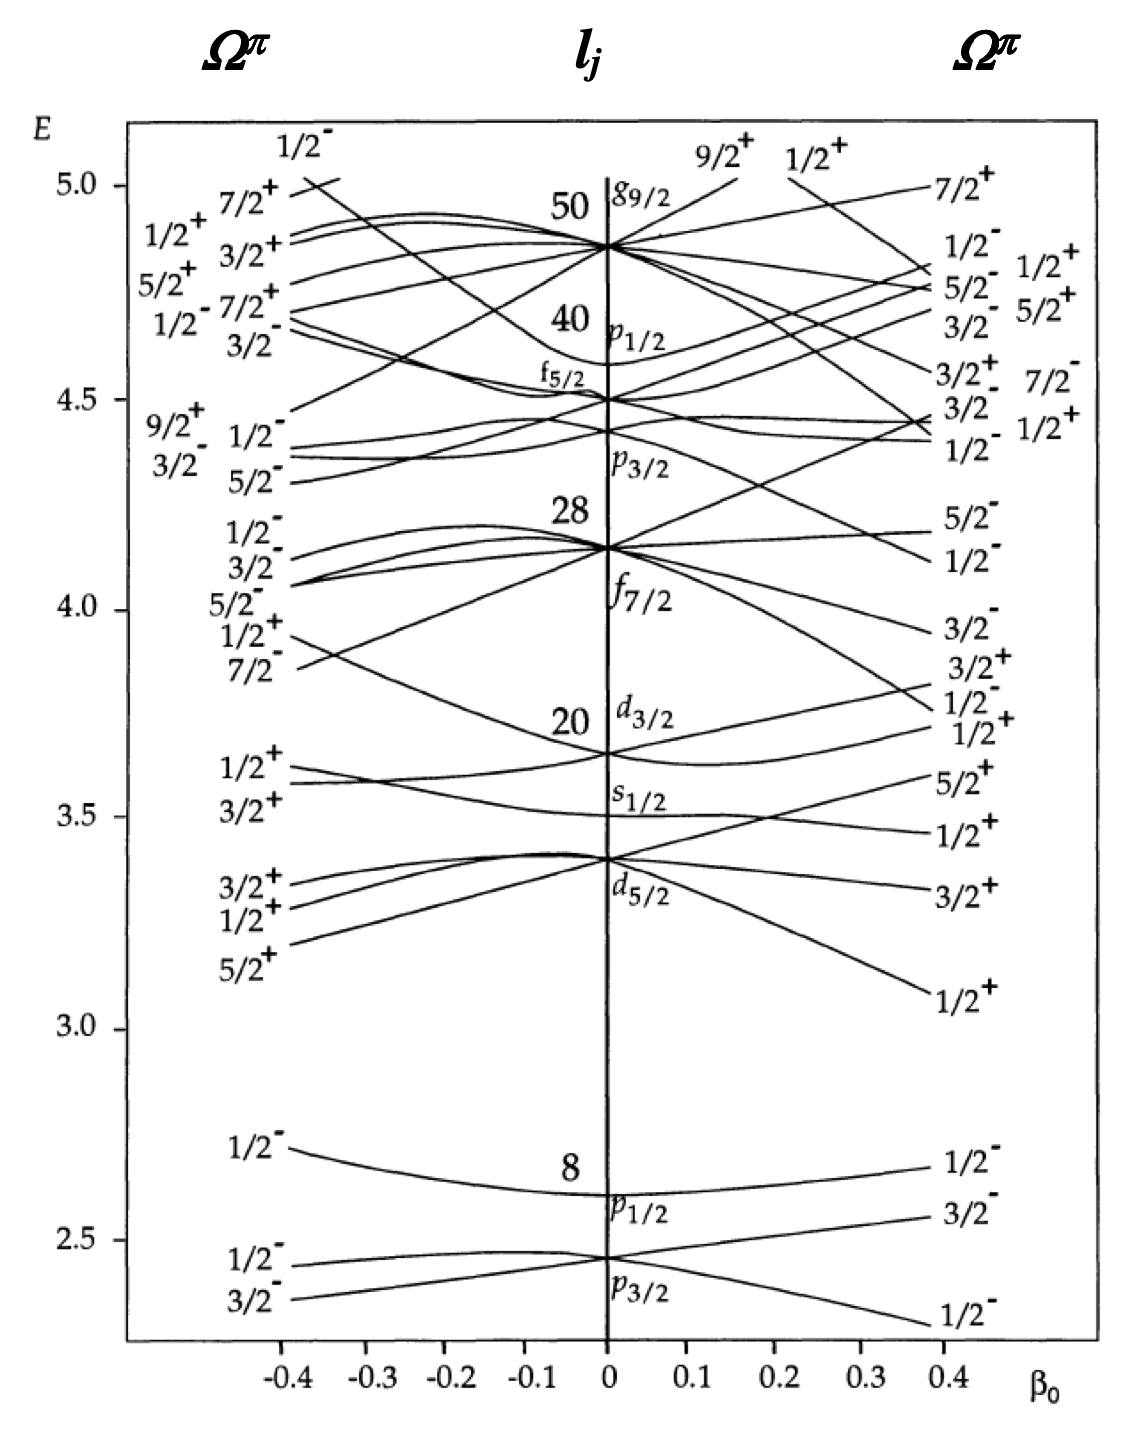 Ωπ lj Ωπ
E
1/2-
9/2+ 1/2+
5.0 7/2+ 50 g9/2 7/2+
1/2+ 3/2+ 1/2- 1/2+
5/2+ 7/2+ 5/2- 5/2+
1/2- 3/2- 40 p1/2 3/2-
f5/2 3/2+ 7/2-
4.5 3/2-
9/2+ 1/2- 1/2- 1/2+
3/2- 5/2- p3/2
28 5/2-
1/2- 1/2-
3/2-
4.0 5/2- f7/2 3/2-
1/2+ 3/2+
7/2- 1/2-
20 d3/2 1/2+
1/2+ 5/2+
3/2+ s1/2
3.5 1/2+
3/2+ d5/2 3/2+
1/2+
5/2+
1/2+
3.0
1/2- 8 1/2-
p1/2 3/2-
2.5
1/2-
3/2- p3/2 1/2-
-0.4 -0.3 -0.2 -0.1 0 0.1 0.2 0.3 0.4 β0